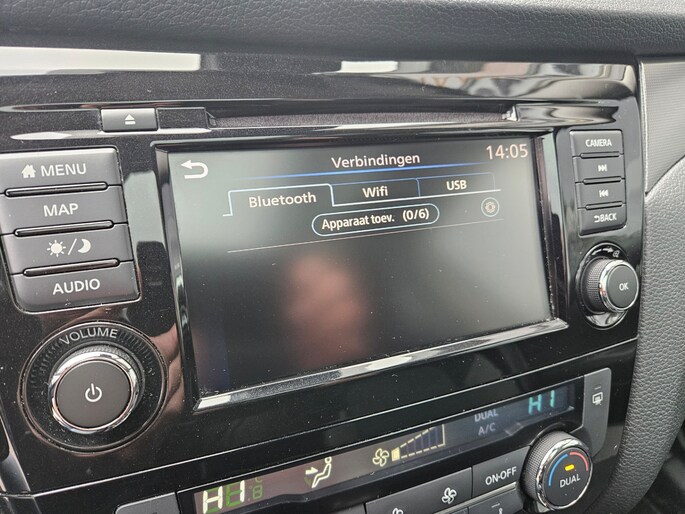 Verbindingen 14:05
Bluetooth Wifi USB
Apparaat toev. (0/6)
MENU
MAP
AUDIO
VOLUME
CAMERA
BACK
OK
HI
DUAL
A/C
HI
ON·OFF
DUAL